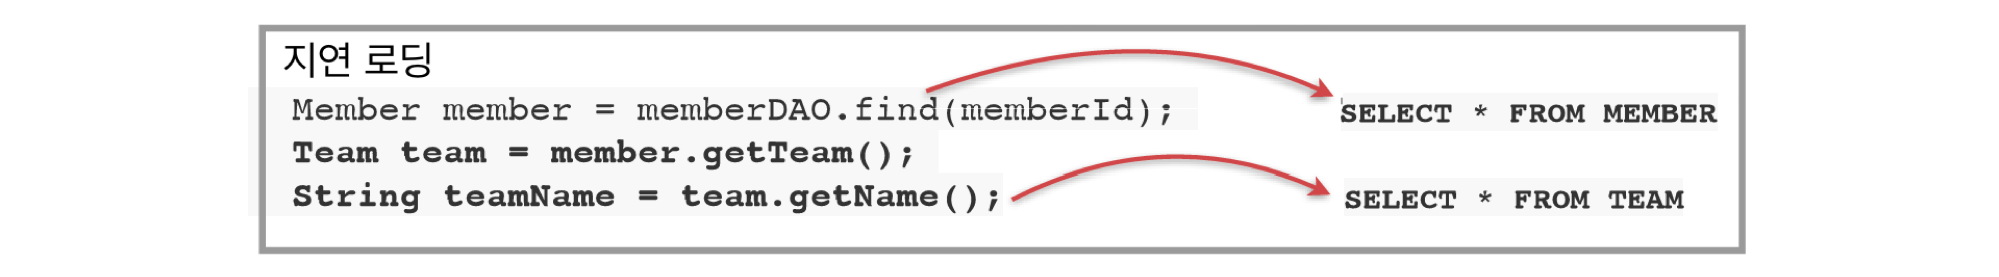 지연 로딩
Member member = memberDAO.find(memberId); SELECT * FROM MEMBER
Team team = member.getTeam();
String teamName = team.getName(); SELECT * FROM TEAM